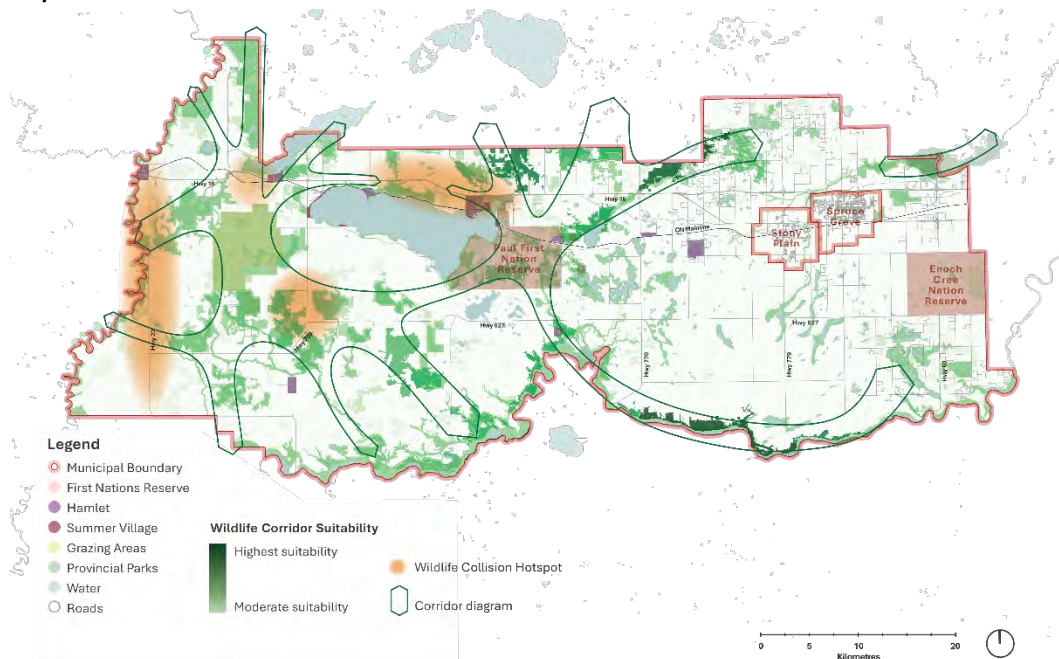 Hwy 16
Hwy 16
CN Mainline
Spruce
Grove
Stony
Plain
Paul First
Nation
Reserve
Enoch
Cree
Nation
Reserve
Hwy 627
Hwy 627
Hwy 22
Hwy 770
Hwy 779
Hwy 60
Legend
Municipal Boundary
First Nations Reserve
Hamlet
Summer Village
Grazing Areas
Provincial Parks
Water
Roads
Wildlife Corridor Suitability
Highest suitability
Moderate suitability
Wildlife Collision Hotspot
Corridor diagram
0 5 10 20
Kilometres